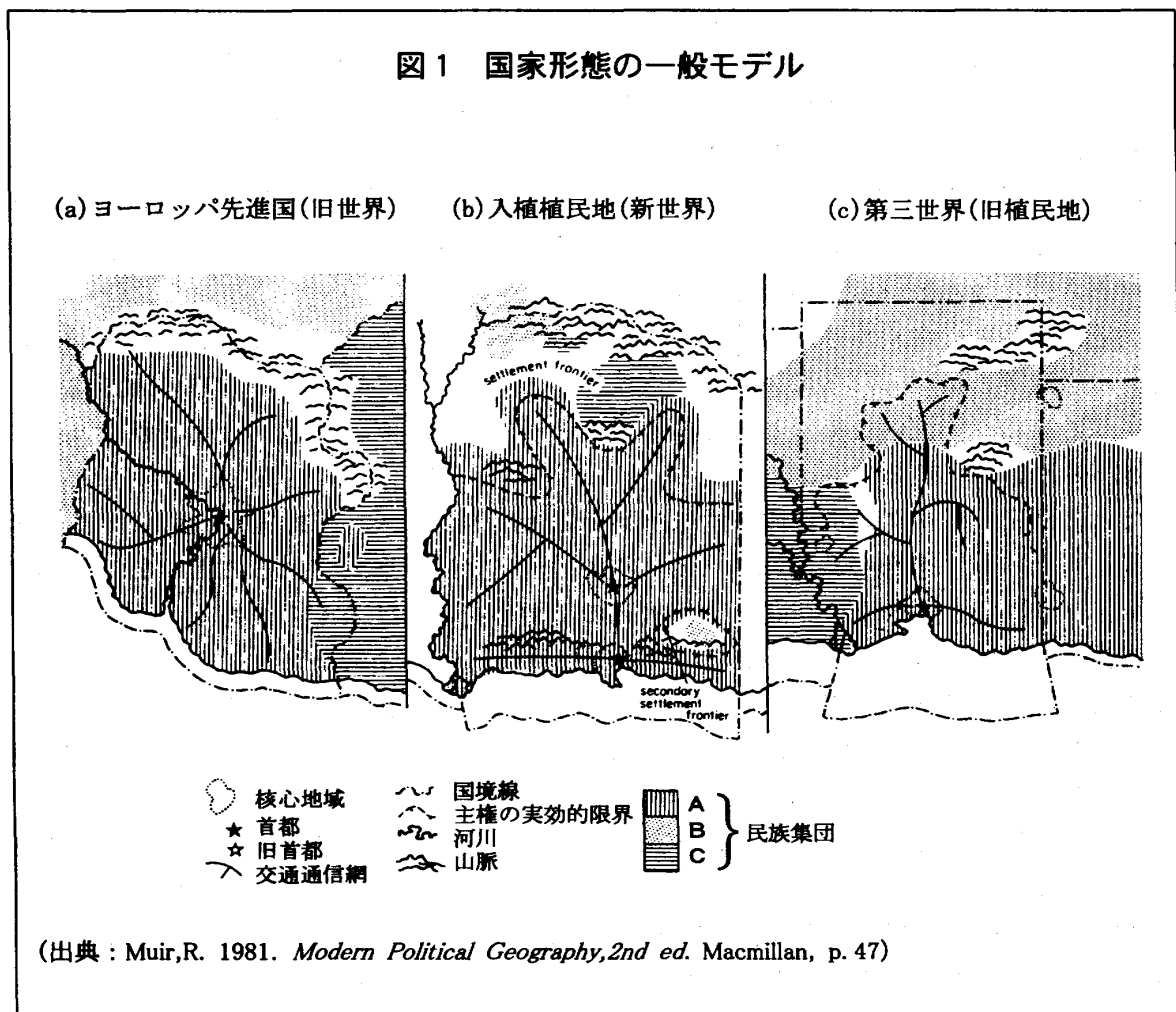 図1 国家形態の一般モデル
(a)ヨーロッパ先進国(旧世界)
(b)入植植民地(新世界)
(c)第三世界(旧植民地)
settlement frontier
secondary
settlement
frontier
核心地域
首都
旧首都
交通通信網
国境線
主権の実効的限界
河川
山脈
A
B
C
民族集団
(出典：Muir,R. 1981. Modern Political Geography,2nd ed. Macmillan, p.47)